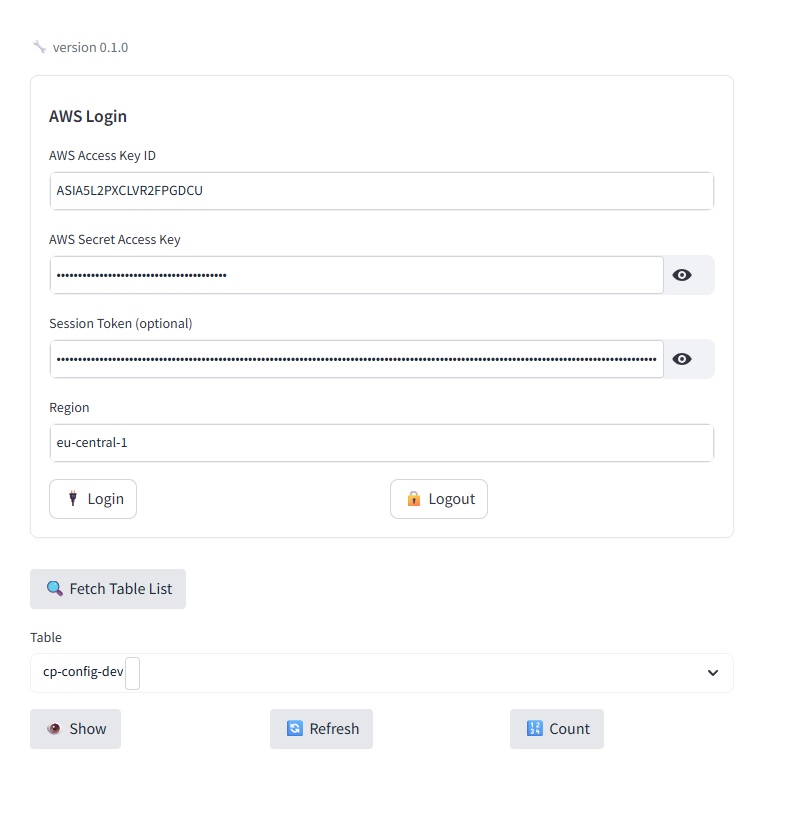 version 0.1.0
AWS Login
AWS Access Key ID
ASIA5L2PXCLVR2FPGDCU
AWS Secret Access Key
Session Token (optional)
Region
eu-central-1
Login
Logout
Fetch Table List
Table
cp-config-dev
Show
Refresh
Count